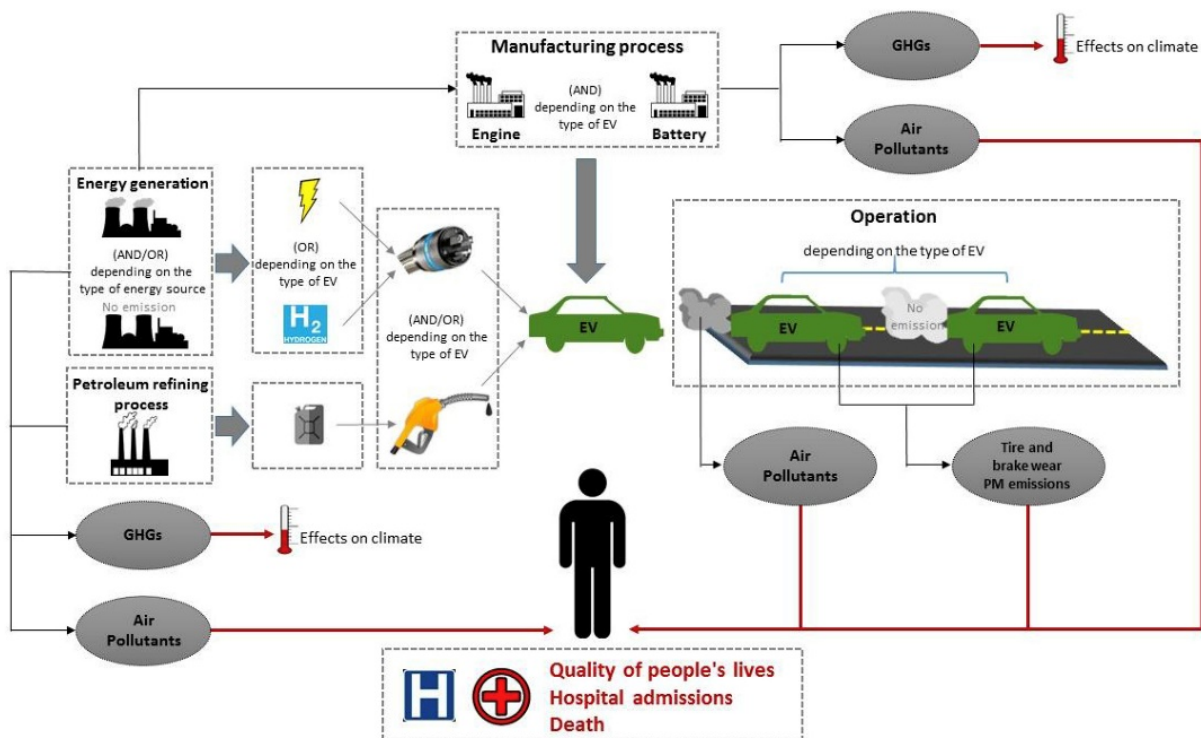 Manufacturing process
(AND)
depending on the
type of EV
Engine
Battery
GHGs
Effects on climate
Air
Pollutants
Energy generation
(AND/OR)
depending on the
type of energy source
No emission
(OR)
depending on the
type of EV
H2
HYDROGEN
(AND/OR)
depending on the
type of EV
EV
Operation
depending on the type of EV
EV
No
emission
EV
Petroleum refining
process
Air
Pollutants
Tire and
brake wear
PM emissions
GHGs
Effects on climate
Air
Pollutants
H
Quality of people's lives
Hospital admissions
Death